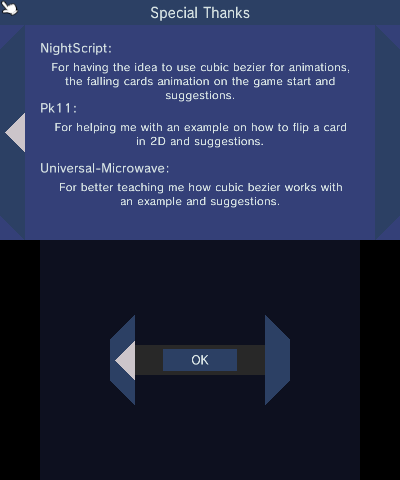 Special Thanks
NightScript:
For having the idea to use cubic bezier for animations,
the falling cards animation on the game start and
suggestions.
Pk11:
For helping me with an example on how to flip a card
in 2D and suggestions.
Universal-Microwave:
For better teaching me how cubic bezier works with
an example and suggestions.
OK